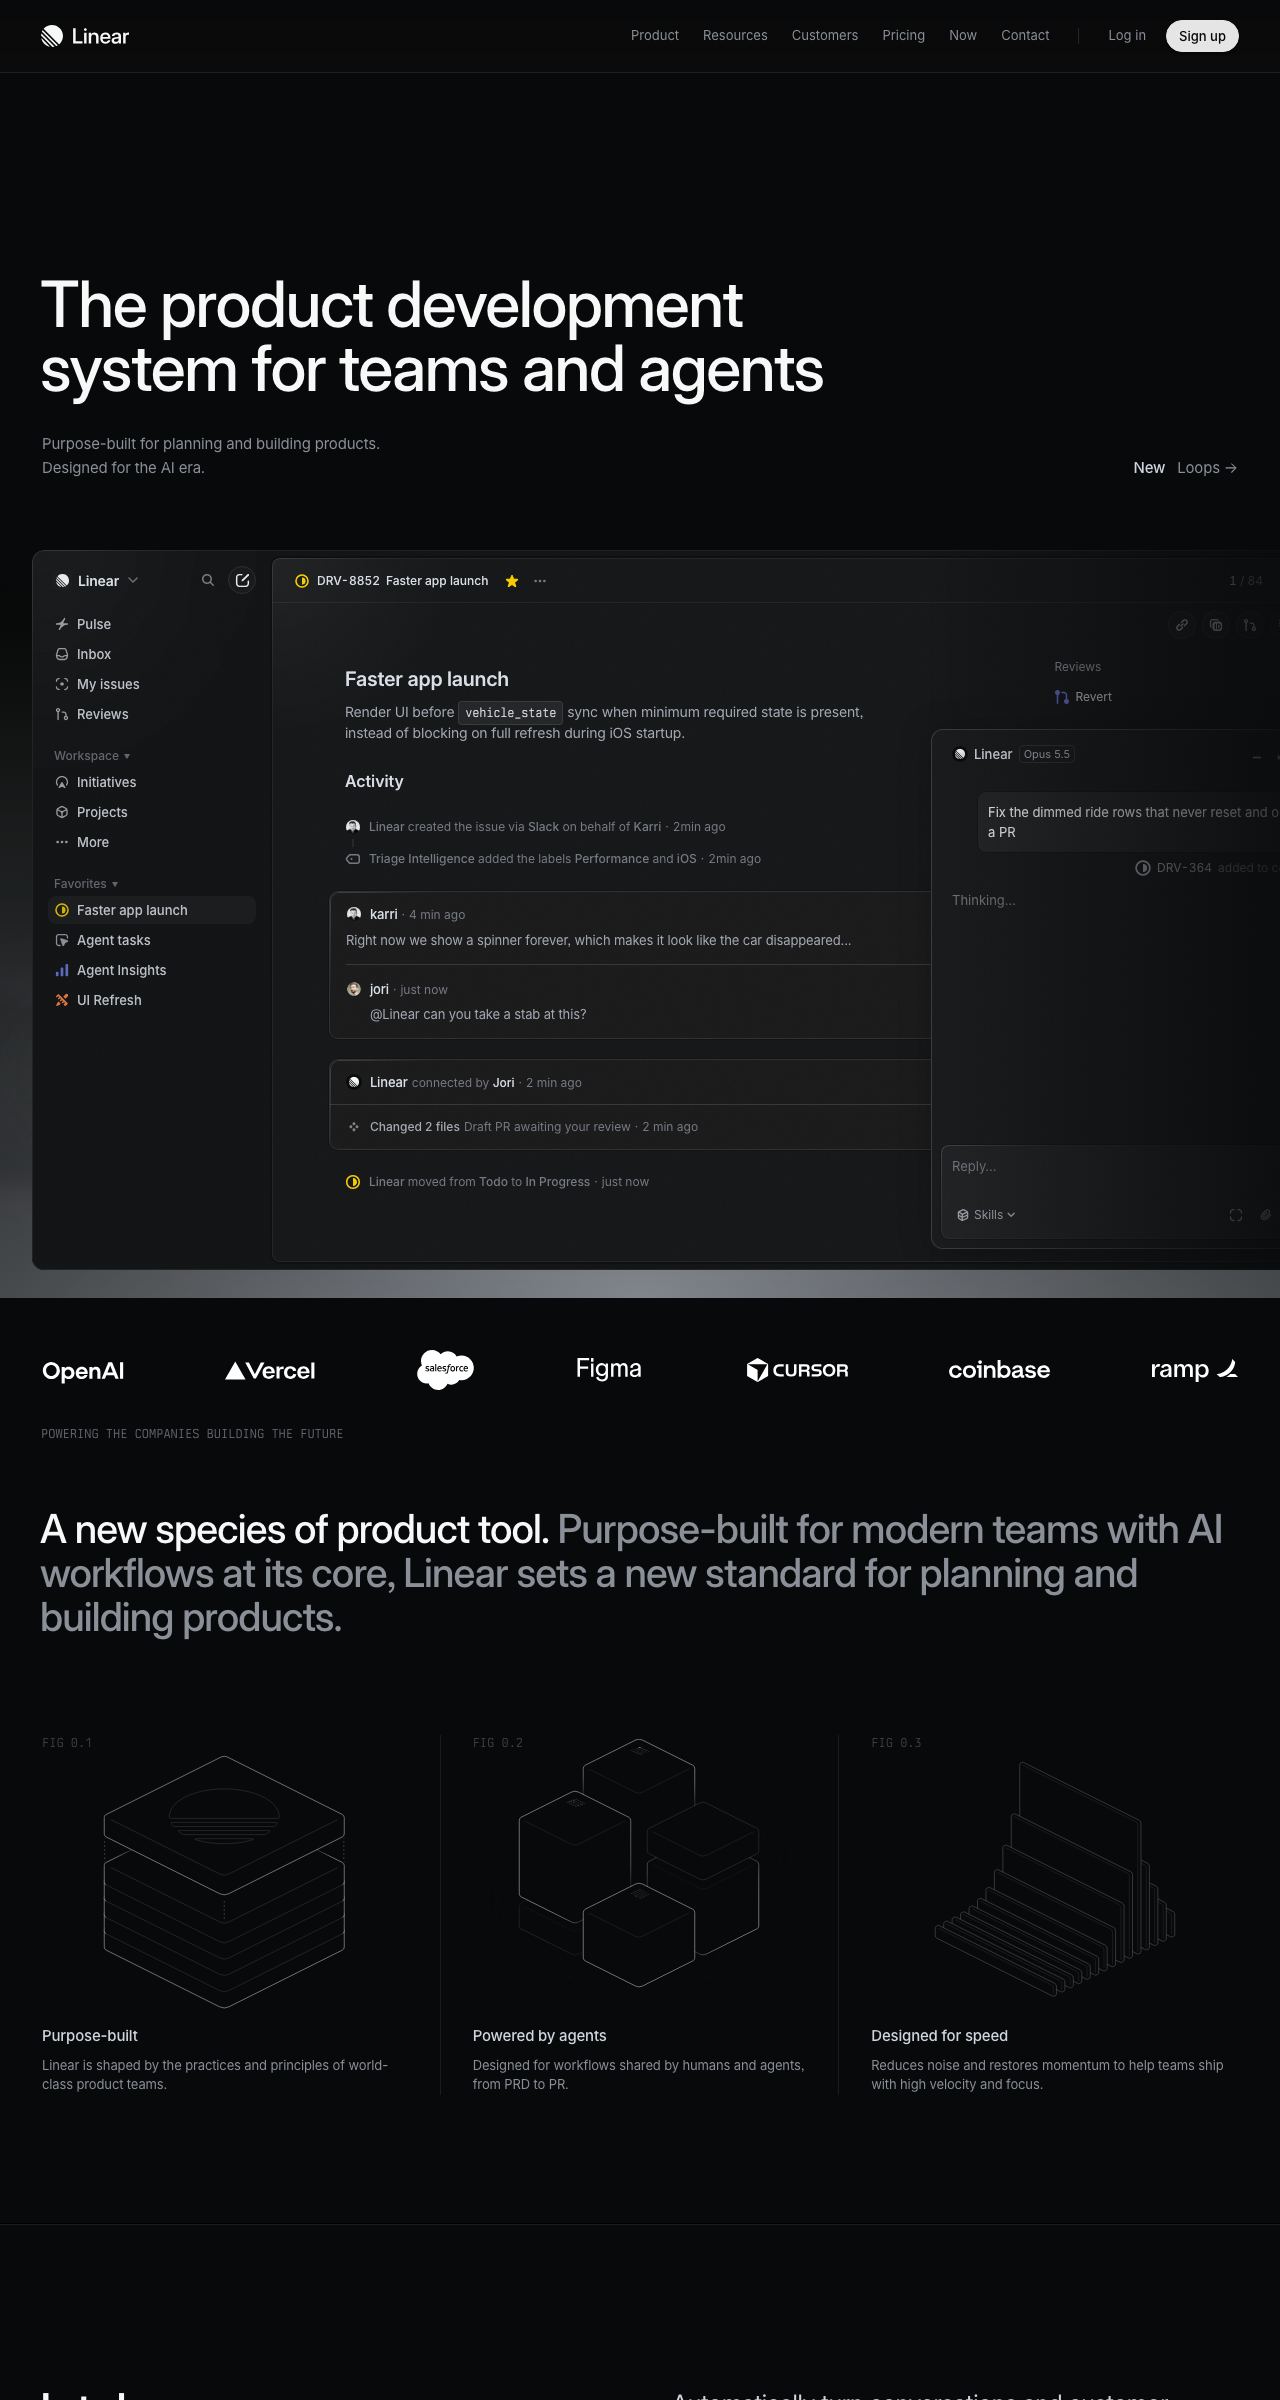 Linear
Product Resources Customers Pricing Now Contact Log in Sign up
The product development
system for teams and agents
Purpose-built for planning and building products.
Designed for the AI era.
New Loops →
Linear
Pulse
Inbox
My issues
Reviews
Workspace
Initiatives
Projects
More
Favorites
Faster app launch
Agent tasks
Agent Insights
UI Refresh
DRV-8852 Faster app launch
1 / 84
Faster app launch
Render UI before vehicle_state sync when minimum required state is present,
instead of blocking on full refresh during iOS startup.
Activity
Linear created the issue via Slack on behalf of Karri · 2min ago
Triage Intelligence added the labels Performance and iOS · 2min ago
karri · 4 min ago
Right now we show a spinner forever, which makes it look like the car disappeared...
jori · just now
@Linear can you take a stab at this?
Linear connected by Jori · 2 min ago
Changed 2 files Draft PR awaiting your review · 2 min ago
Linear moved from Todo to In Progress · just now
Reviews
Revert
Linear Opus 5.5
Fix the dimmed ride rows that never reset and o
a PR
DRV-364 added to c
Thinking...
Reply...
Skills
OpenAI
Vercel
salesforce
Figma
CURSOR
coinbase
ramp
POWERING THE COMPANIES BUILDING THE FUTURE
A new species of product tool. Purpose-built for modern teams with AI
workflows at its core, Linear sets a new standard for planning and
building products.
FIG 0.1
Purpose-built
Linear is shaped by the practices and principles of world-
class product teams.
FIG 0.2
Powered by agents
Designed for workflows shared by humans and agents,
from PRD to PR.
FIG 0.3
Designed for speed
Reduces noise and restores momentum to help teams ship
with high velocity and focus.
Automatically turn conversations and customer